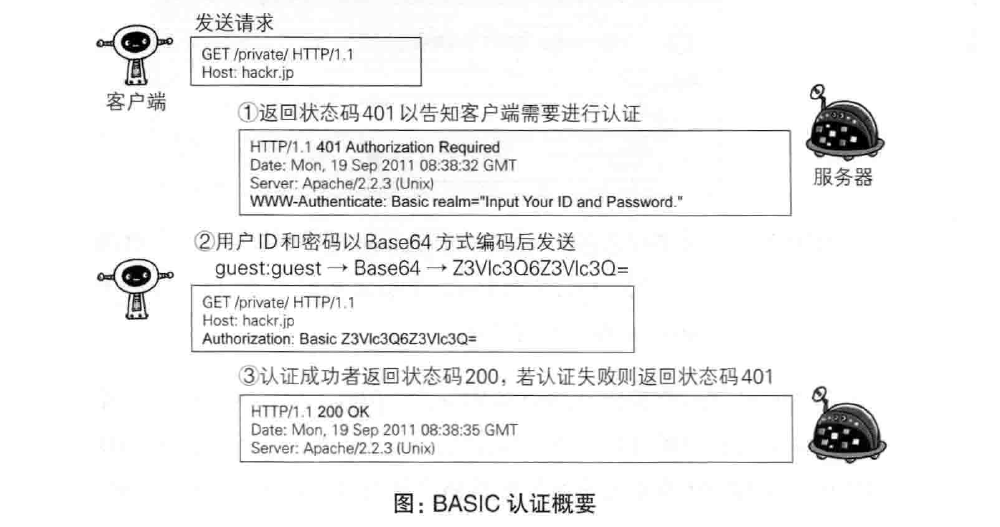 发送请求
GET /private/ HTTP/1.1
Host: hackr.jp
客户端
①返回状态码401以告知客户端需要进行认证
HTTP/1.1 401 Authorization Required
Date: Mon, 19 Sep 2011 08:38:32 GMT
Server: Apache/2.2.3 (Unix)
WWW-Authenticate: Basic realm="Input Your ID and Password."
服务器
②用户ID和密码以Base64方式编码后发送
guest:guest → Base64 → Z3Vlc3Q6Z3Vlc3Q=
GET /private/ HTTP/1.1
Host: hackr.jp
Authorization: Basic Z3Vlc3Q6Z3Vlc3Q=
③认证成功者返回状态码200，若认证失败则返回状态码401
HTTP/1.1 200 OK
Date: Mon, 19 Sep 2011 08:38:35 GMT
Server: Apache/2.2.3 (Unix)
图：BASIC 认证概要